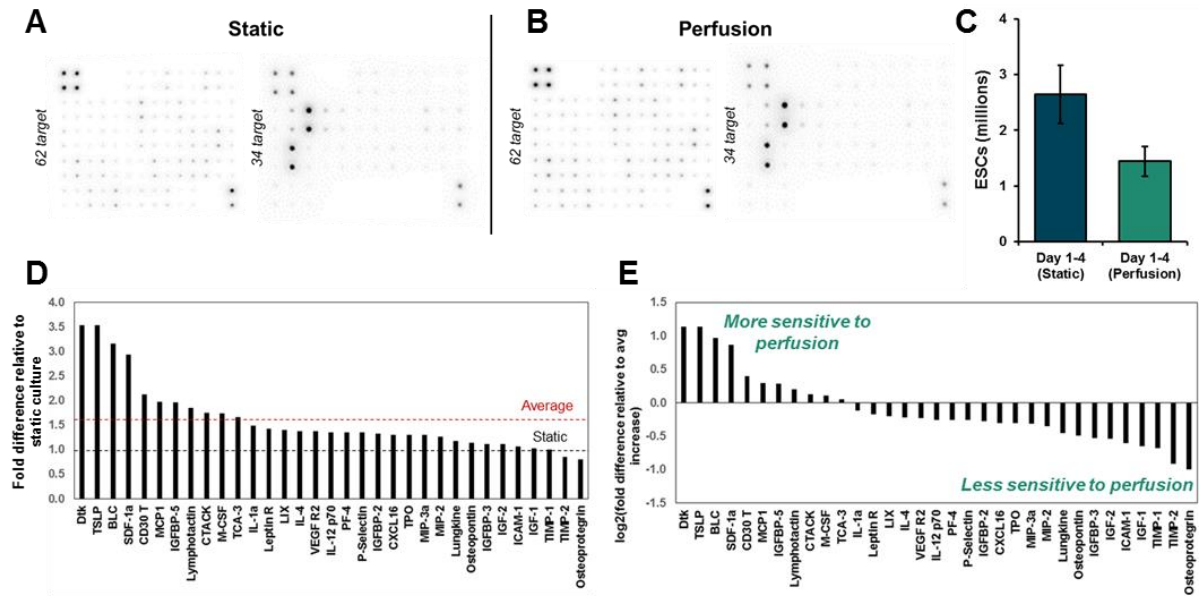 A
Static
62 target
34 target
B
Perfusion
62 target
34 target
C
ESCs (millions)
4
3
2
1
0
Day 1-4
(Static)
Day 1-4
(Perfusion)
D
Fold difference relative to
static culture
4.0
3.5
3.0
2.5
2.0
1.5
1.0
0.5
0.0
Average
Static
Dtk
TSLP
BLC
SDF-1a
CD30 T
MCP1
IGFBP-5
Lymphotactin
CTACK
M-CSF
TCA-3
IL-1a
Leptin R
LIX
IL-4
VEGF R2
IL-12 p70
PF-4
P-Selectin
IGFBP-2
CXCL16
TPO
MIP-3a
MIP-2
Lungkine
Osteopontin
IGFBP-3
IGF-2
ICAM-1
IGF-1
TIMP-1
TIMP-2
Osteoprotegrin
E
log2(fold difference relative to avg
increase)
1.5
1.0
0.5
0.0
-0.5
-1.0
-1.5
More sensitive to
perfusion
Less sensitive to perfusion
Dtk
TSLP
BLC
SDF-1a
CD30 T
MCP1
IGFBP-5
Lymphotactin
CTACK
M-CSF
TCA-3
IL-1a
Leptin R
LIX
IL-4
VEGF R2
IL-12 p70
PF-4
P-Selectin
IGFBP-2
CXCL16
TPO
MIP-3a
MIP-2
Lungkine
Osteopontin
IGFBP-3
IGF-2
ICAM-1
IGF-1
TIMP-1
TIMP-2
Osteoprotegrin